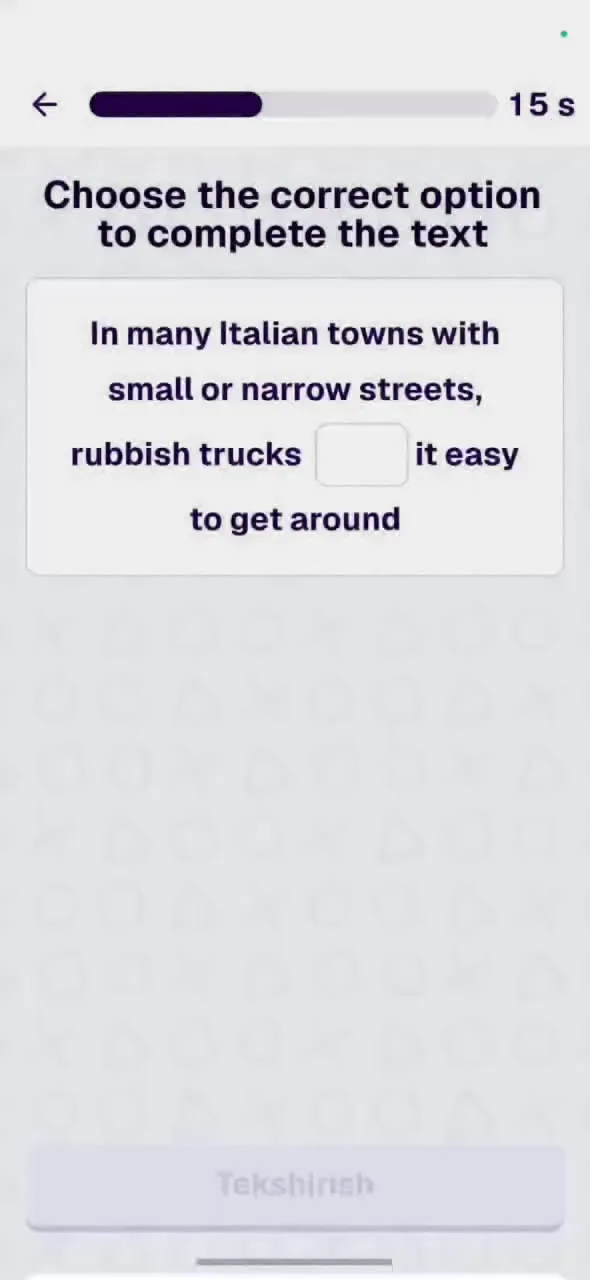 15 s
Choose the correct option
to complete the text
In many Italian towns with
small or narrow streets,
rubbish trucks it easy
to get around
Tekshirish